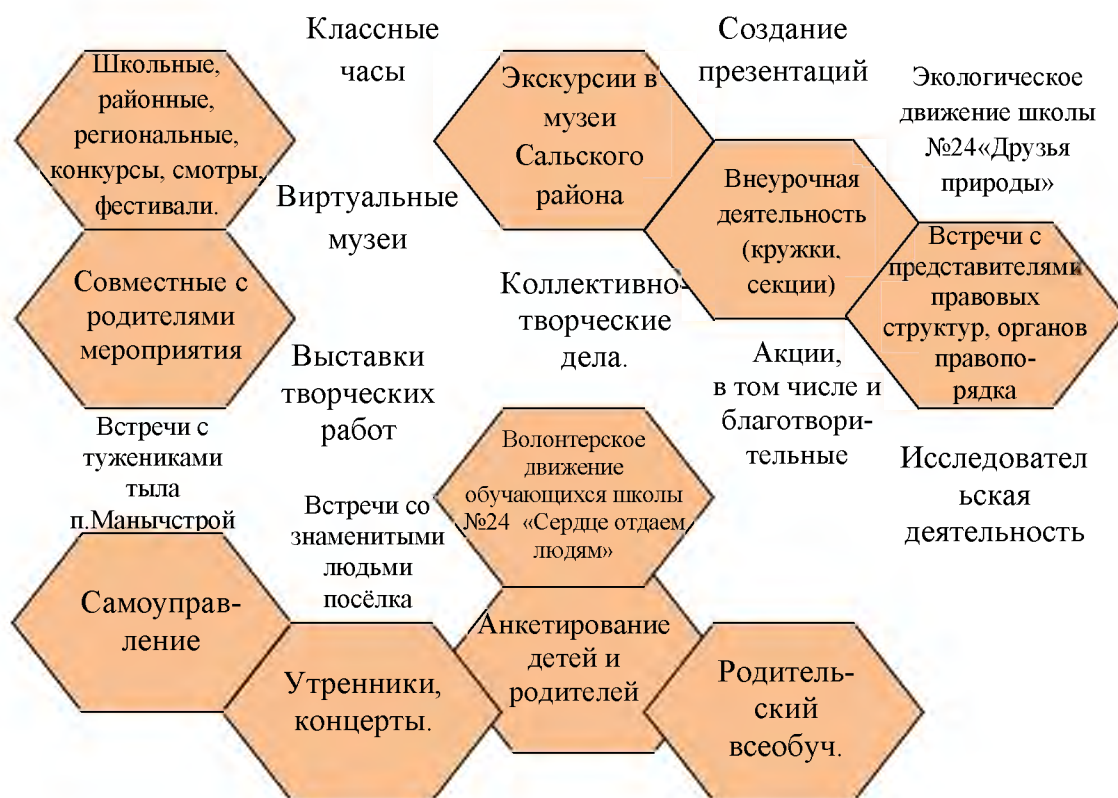 Классные
часы
Создание
презентаций
Школьные,
районные,
региональные,
конкурсы, смотры,
фестивали.
Экскурсии в
музеи
Сальского
района
Экологическое
движение школы
№24«Друзья
природы»
Виртуальные
музеи
Внеурочная
деятельность
(кружки,
секции)
Встречи с
представителями
правовых
структур, органов
правопо-
рядка
Совместные с
родителями
мероприятия
Коллективно-
творческие
дела.
Выставки
творческих
работ
Акции,
в том числе и
благотвори-
тельные
Встречи с
тужениками
тыла
п.Манычстрой
Волонтерское
движение
обучающихся школы
№24 «Сердце отдаем
людям»
Исследовател
ьская
деятельность
Встречи со
знаменитыми
людьми
посёлка
Самоуправ-
ление
Анкетирование
детей и
родителей
Утренники,
концерты.
Родитель-
ский
всеобуч.